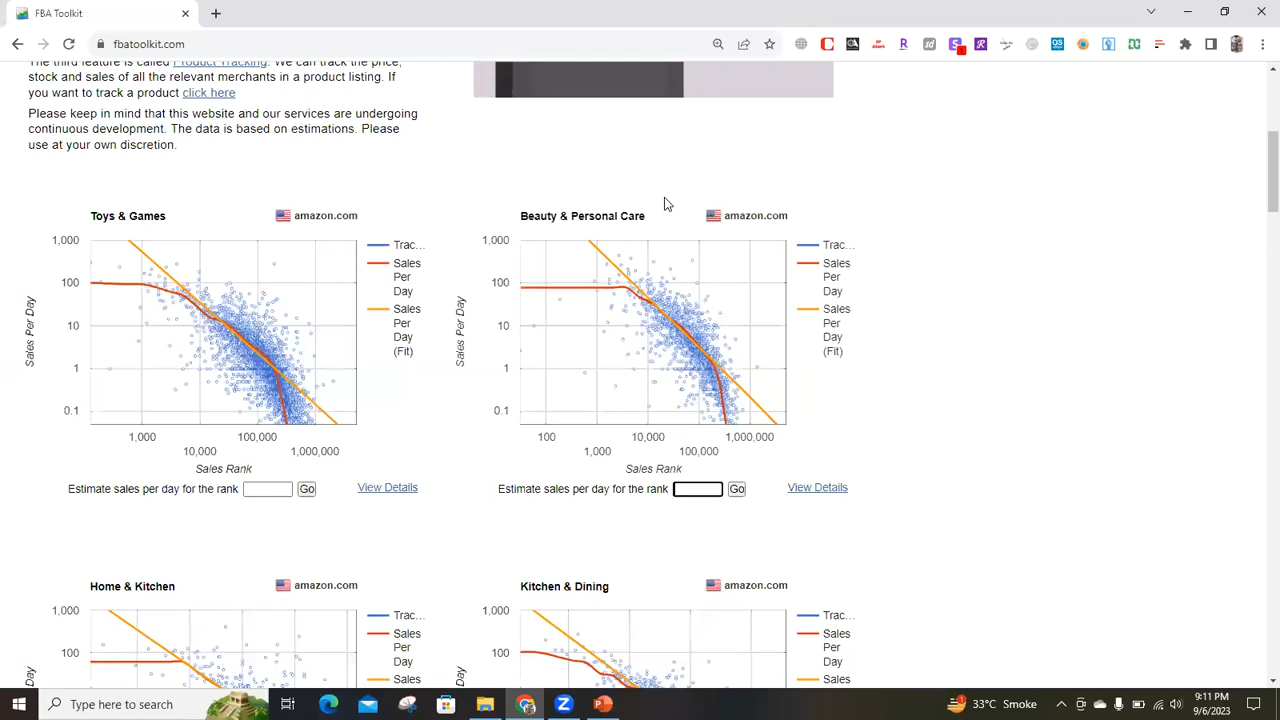 FBA Toolkit
fbatoolkit.com
The third feature is called Product Tracking. We can track the price,
stock and sales of all the relevant merchants in a product listing. If
you want to track a product click here
Please keep in mind that this website and our services are undergoing
continuous development. The data is based on estimations. Please
use at your own discretion.
Toys & Games
amazon.com
1,000
100
10
1
0.1
Sales Per Day
1,000
100,000
10,000
1,000,000
Sales Rank
Trac...
Sales
Per
Day
Sales
Per
Day
(Fit)
Estimate sales per day for the rank
Go
View Details
Beauty & Personal Care
amazon.com
1,000
100
10
1
0.1
Sales Per Day
100
10,000
1,000,000
1,000
100,000
Sales Rank
Trac...
Sales
Per
Day
Sales
Per
Day
(Fit)
Estimate sales per day for the rank
Go
View Details
Home & Kitchen
amazon.com
1,000
100
Trac...
Sales
Per
Day
Sales
Kitchen & Dining
amazon.com
1,000
100
Trac...
Sales
Per
Day
Sales
Type here to search
33°C Smoke
9:11 PM
9/6/2023